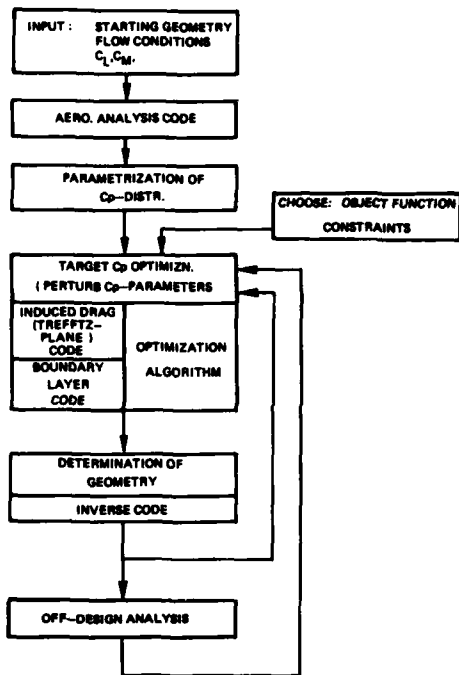 INPUT : STARTING GEOMETRY
FLOW CONDITIONS
C_L, C_M,
AERO. ANALYSIS CODE
PARAMETRIZATION OF
Cp-DISTR.
CHOOSE: OBJECT FUNCTION
CONSTRAINTS
TARGET Cp OPTIMIZN.
( PERTURB Cp-PARAMETERS
INDUCED DRAG
(TREFFTZ-
PLANE )
CODE
BOUNDARY
LAYER
CODE
OPTIMIZATION
ALGORITHM
DETERMINATION OF
GEOMETRY
INVERSE CODE
OFF-DESIGN ANALYSIS